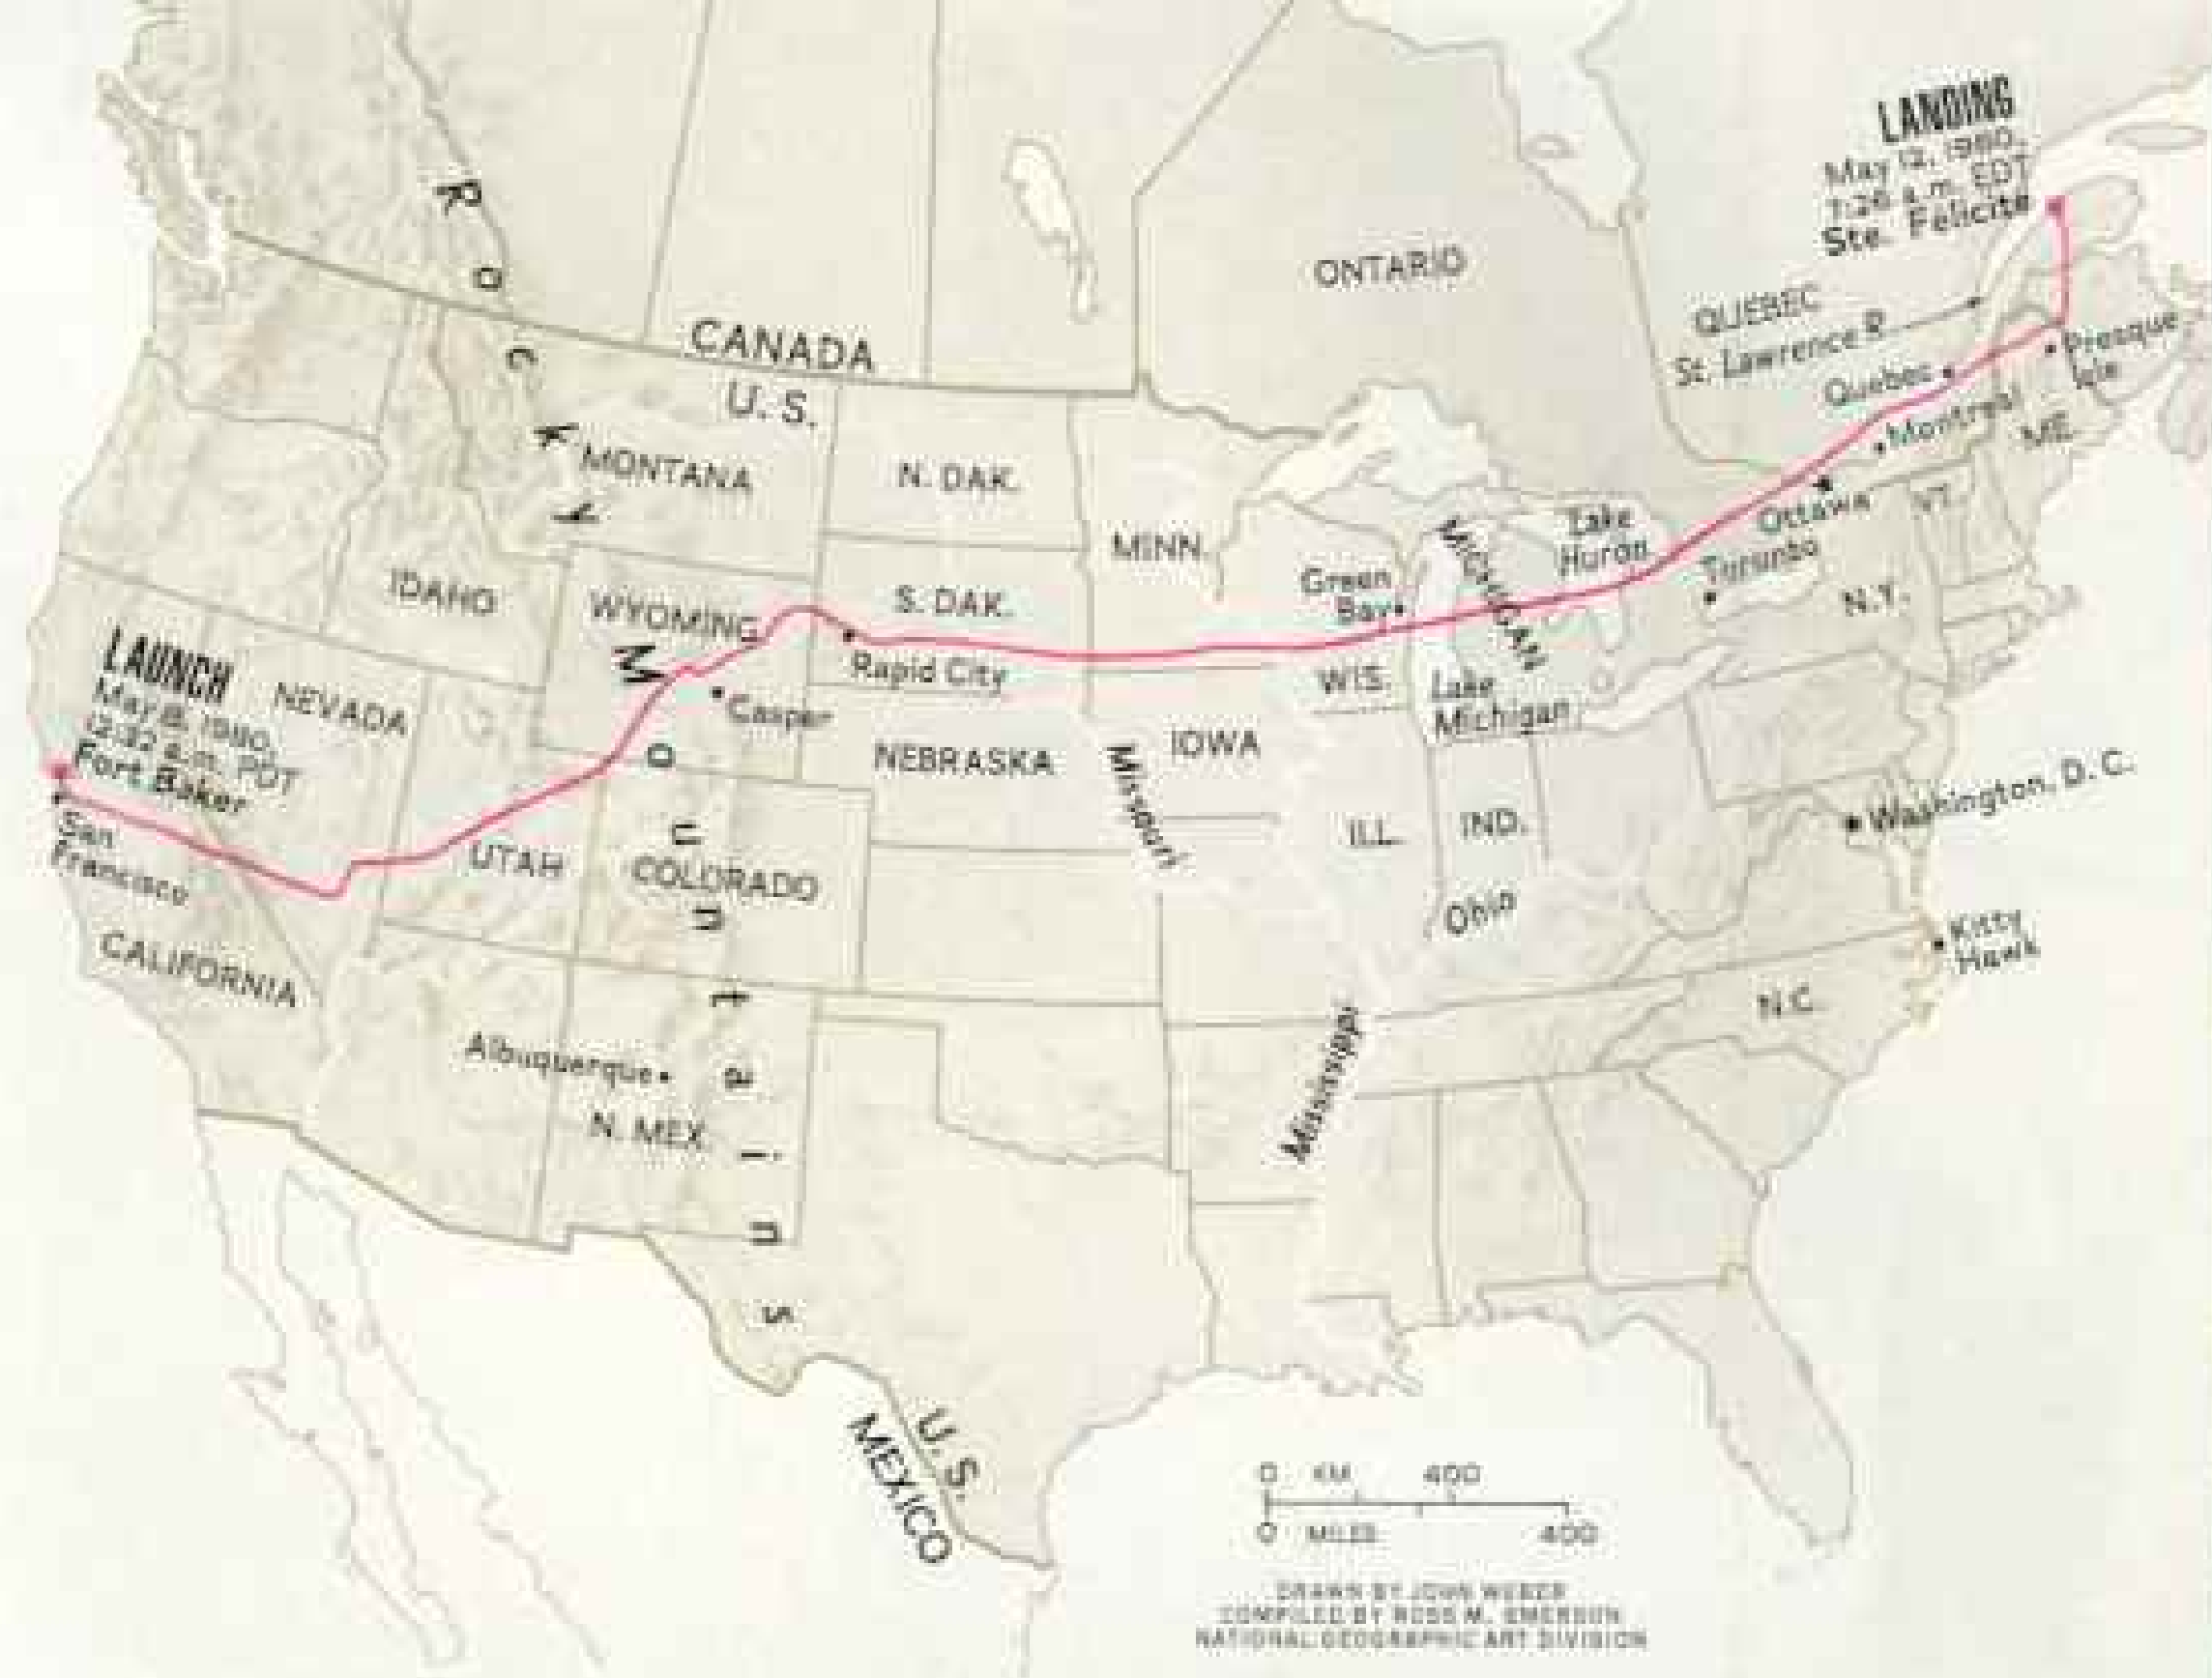 LANDING
May 12, 1980,
7:26 a.m. EDT
Ste. Félicité
ONTARIO
QUEBEC
St. Lawrence R.
Quebec
Presque
Isle
Montreal
ME.
Ottawa
VT.
Toronto
N.Y.
Rocky Mountains
CANADA
U.S.
MONTANA
N. DAK.
MINN.
Lake
Huron
MICHIGAN
Green
Bay
IDAHO
WYOMING
S. DAK.
Rapid City
WIS.
Lake
Michigan
Casper
LAUNCH
1980,
12:32 a.m. PDT
Fort Baker
NEVADA
San
Francisco
UTAH
COLORADO
NEBRASKA
IOWA
Missouri
ILL.
IND.
Ohio
Washington, D.C.
Kitty
Hawk
CALIFORNIA
N.C.
Albuquerque
N. MEX.
Mississippi
U.S.
MEXICO
0 KM 400
0 MILES 400
DRAWN BY JOHN WEBER
COMPILED BY ROSS M. EMERSON
NATIONAL GEOGRAPHIC ART DIVISION